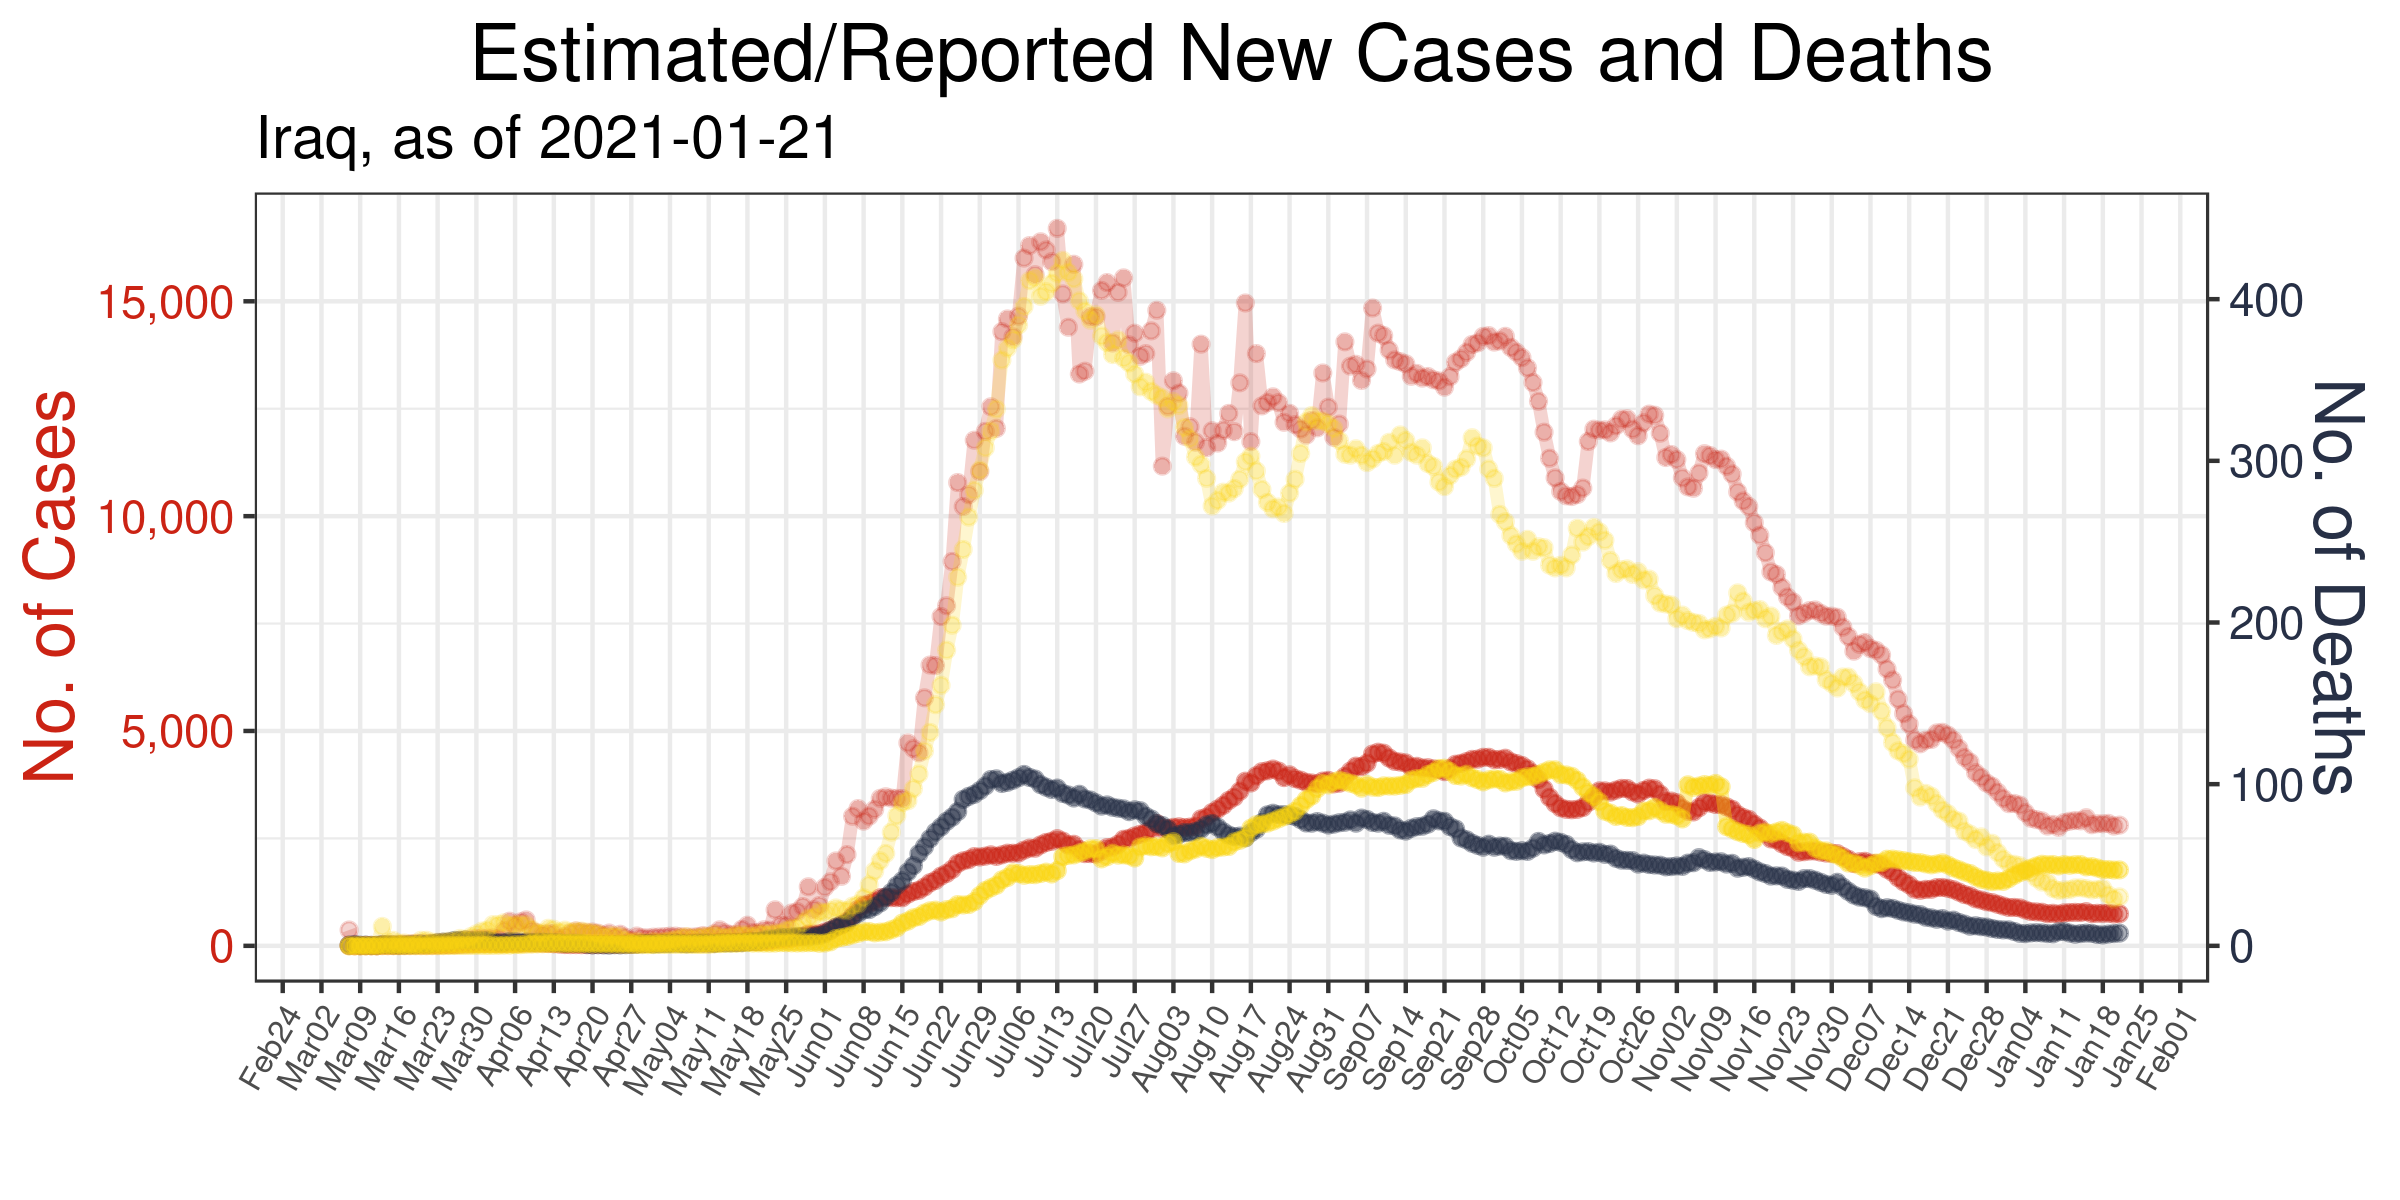 Estimated/Reported New Cases and Deaths
Iraq, as of 2021-01-21
No. of Cases
15,000
10,000
5,000
0
400
300
200
100
0
No. of Deaths
Feb24 Mar02 Mar09 Mar16 Mar23 Mar30 Apr06 Apr13 Apr20 Apr27 May04 May11 May18 May25 Jun01 Jun08 Jun15 Jun22 Jun29 Jul06 Jul13 Jul20 Jul27 Aug03 Aug10 Aug17 Aug24 Aug31 Sep07 Sep14 Sep21 Sep28 Oct05 Oct12 Oct19 Oct26 Nov02 Nov09 Nov16 Nov23 Nov30 Dec07 Dec14 Dec21 Dec28 Jan04 Jan11 Jan18 Jan25 Feb01